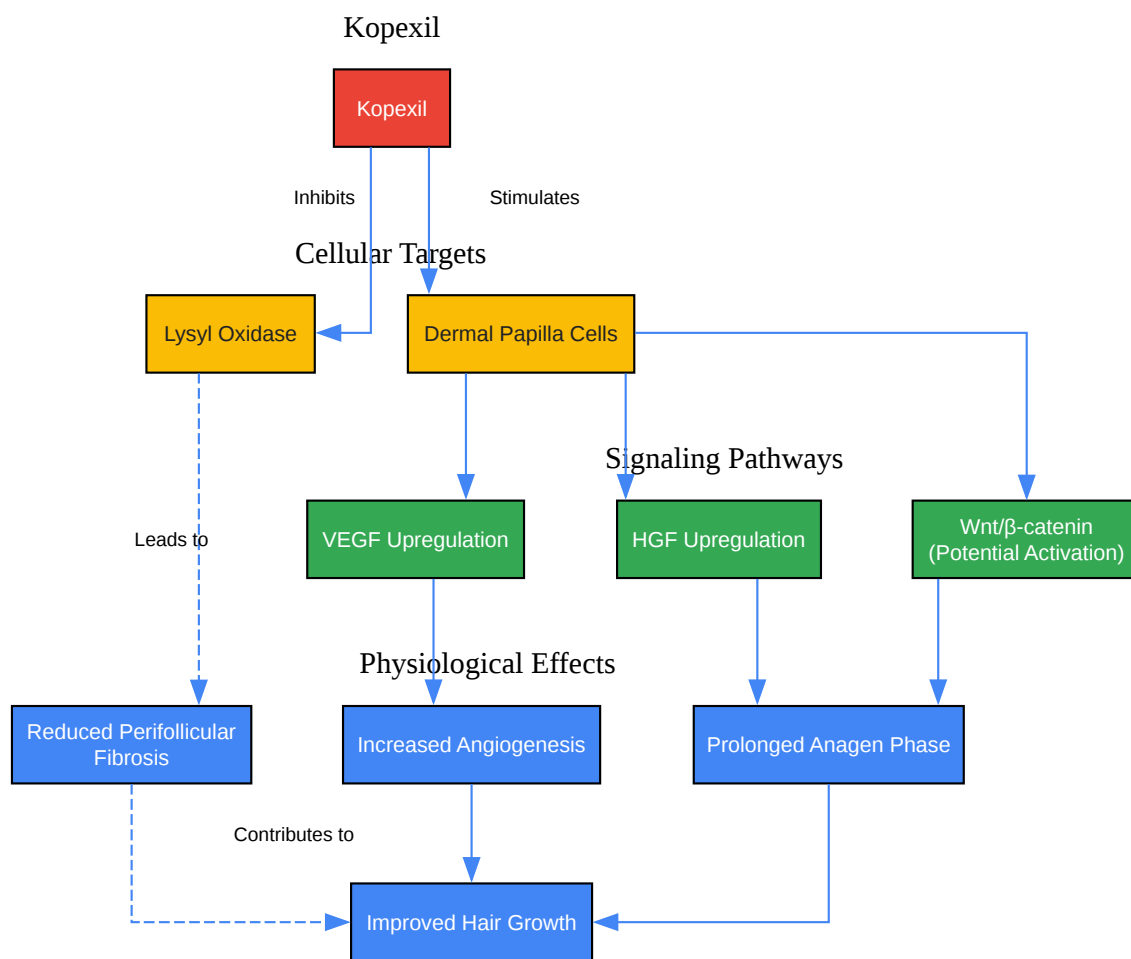 Kopexil
Kopexil
Inhibits
Stimulates
Cellular Targets
Lysyl Oxidase
Dermal Papilla Cells
Signaling Pathways
VEGF Upregulation
HGF Upregulation
Wnt/β-catenin
(Potential Activation)
Leads to
Physiological Effects
Reduced Perifollicular
Fibrosis
Increased Angiogenesis
Prolonged Anagen Phase
Contributes to
Improved Hair Growth